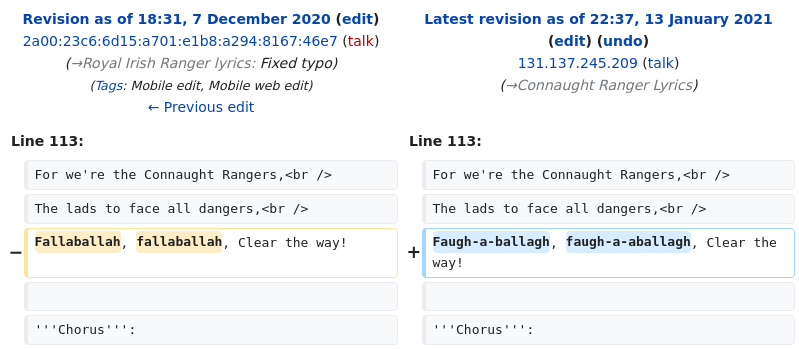 Revision as of 18:31, 7 December 2020 (edit)
2a00:23c6:6d15:a701:e1b8:a294:8167:46e7 (talk)
(→Royal Irish Ranger lyrics: Fixed typo)
(Tags: Mobile edit, Mobile web edit)
← Previous edit
Latest revision as of 22:37, 13 January 2021
(edit) (undo)
131.137.245.209 (talk)
(→Connaught Ranger Lyrics)
Line 113:
For we're the Connaught Rangers,<br />
The lads to face all dangers,<br />
− Fallaballah, fallaballah, Clear the way!
'''Chorus''':
Line 113:
For we're the Connaught Rangers,<br />
The lads to face all dangers,<br />
+ Faugh-a-ballagh, faugh-a-aballagh, Clear the
way!
'''Chorus''':